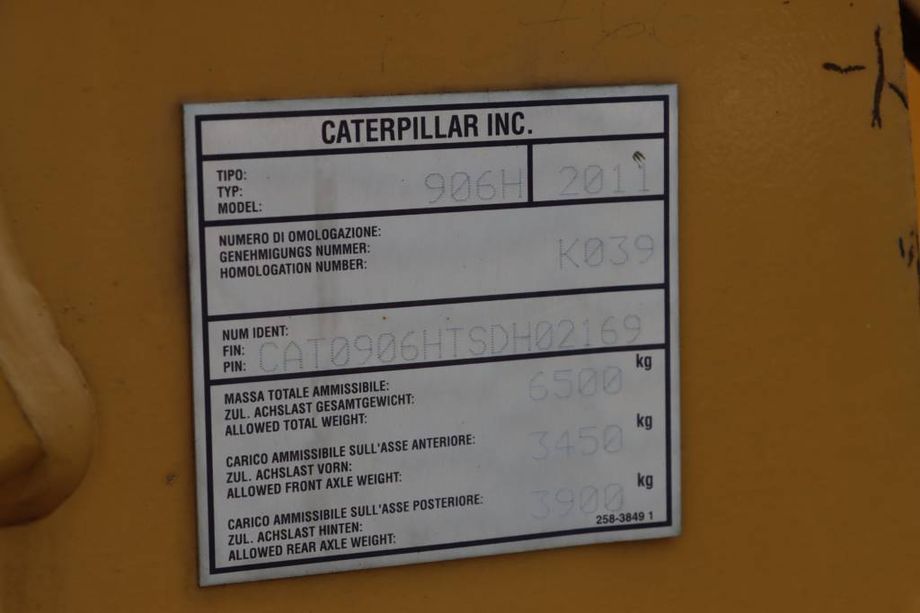 CATERPILLAR INC.
TIPO:
TYP:
MODEL:
906H
2011
NUMERO DI OMOLOGAZIONE:
GENEHMIGUNGS NUMMER:
HOMOLOGATION NUMBER:
K039
NUM IDENT:
FIN:
PIN:
CAT0906HTSDH02169
MASSA TOTALE AMMISSIBILE:
ZUL. ACHSLAST GESAMTGEWICHT:
ALLOWED TOTAL WEIGHT:
6500 kg
CARICO AMMISSIBILE SULL'ASSE ANTERIORE:
ZUL. ACHSLAST VORN:
ALLOWED FRONT AXLE WEIGHT:
3450 kg
CARICO AMMISSIBILE SULL'ASSE POSTERIORE:
ZUL. ACHSLAST HINTEN:
ALLOWED REAR AXLE WEIGHT:
3900 kg
258-3849 1